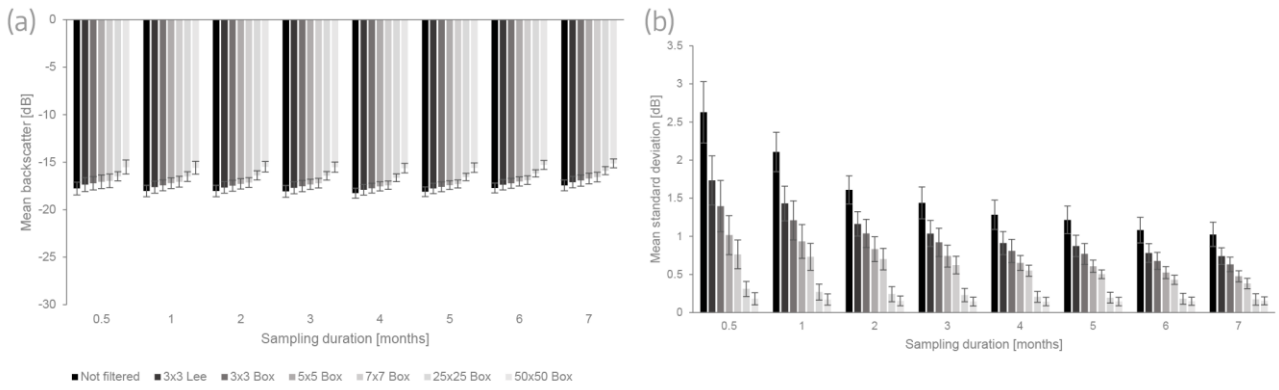 (a)
Mean backscatter [dB]
0
-5
-10
-15
-20
-25
-30
0.5 1 2 3 4 5 6 7
Sampling duration [months]
Not filtered 3x3 Lee 3x3 Box 5x5 Box 7x7 Box 25x25 Box 50x50 Box
(b)
Mean standard deviation [dB]
3.5
3
2.5
2
1.5
1
0.5
0
0.5 1 2 3 4 5 6 7
Sampling duration [months]